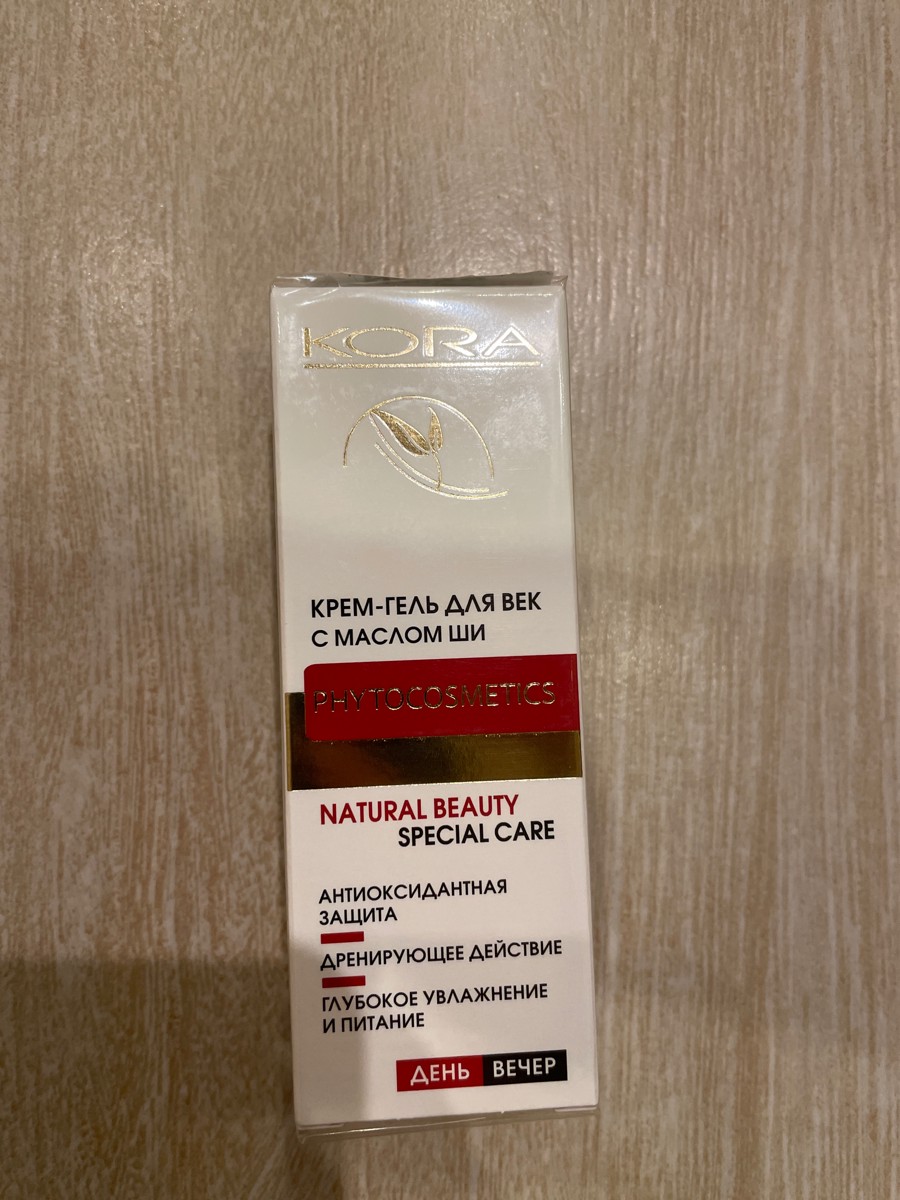 KORA
КРЕМ-ГЕЛЬ ДЛЯ ВЕК
С МАСЛОМ ШИ
PHYTOCOSMETICS
NATURAL BEAUTY
SPECIAL CARE
АНТИОКСИДАНТНАЯ
ЗАЩИТА
ДРЕНИРУЮЩЕЕ ДЕЙСТВИЕ
ГЛУБОКОЕ УВЛАЖНЕНИЕ
И ПИТАНИЕ
ДЕНЬ ВЕЧЕР